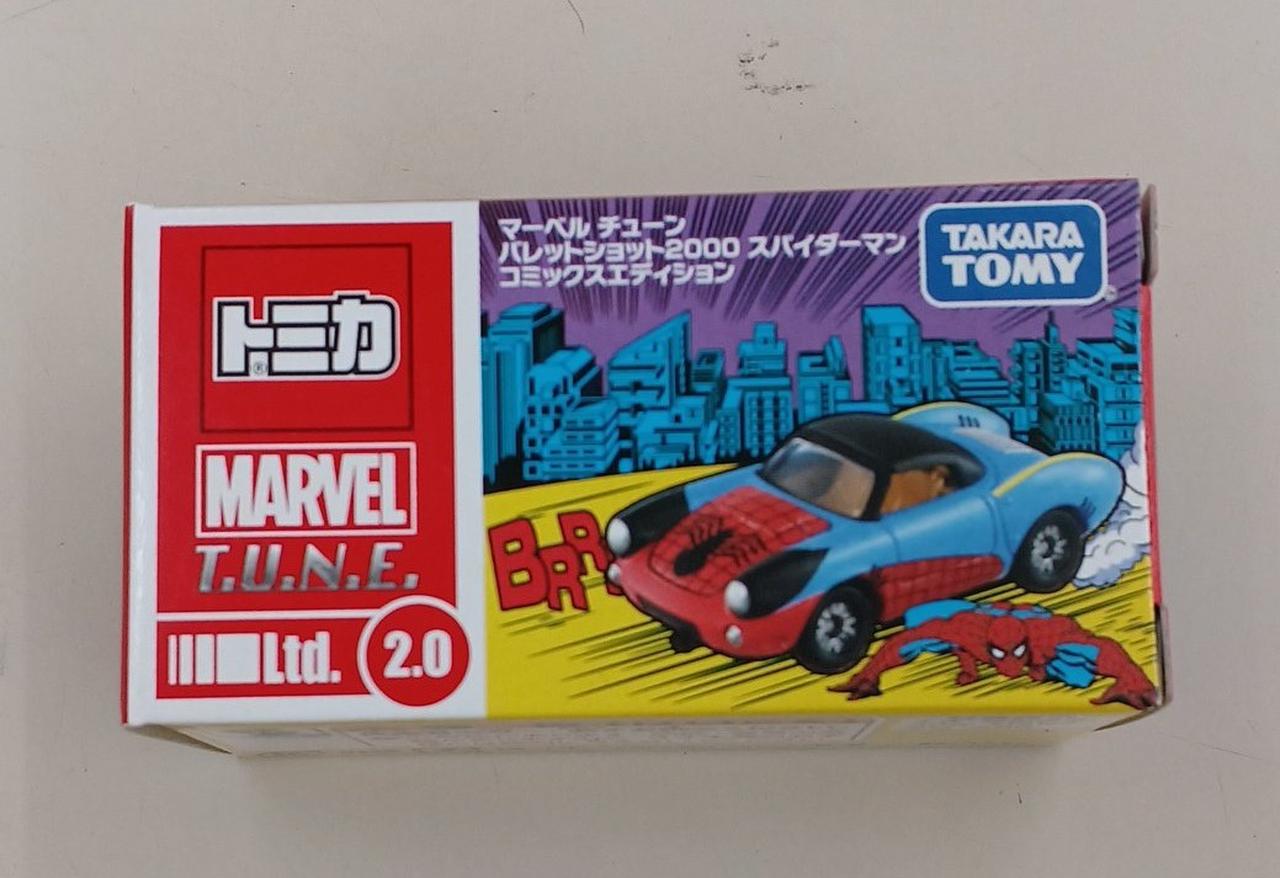 トミカ
®
MARVEL
T.U.N.E.
Ltd.
2.0
マーベル チューン
バレットショット2000 スパイダーマン
コミックスエディション
TAKARA
TOMY
BRRR